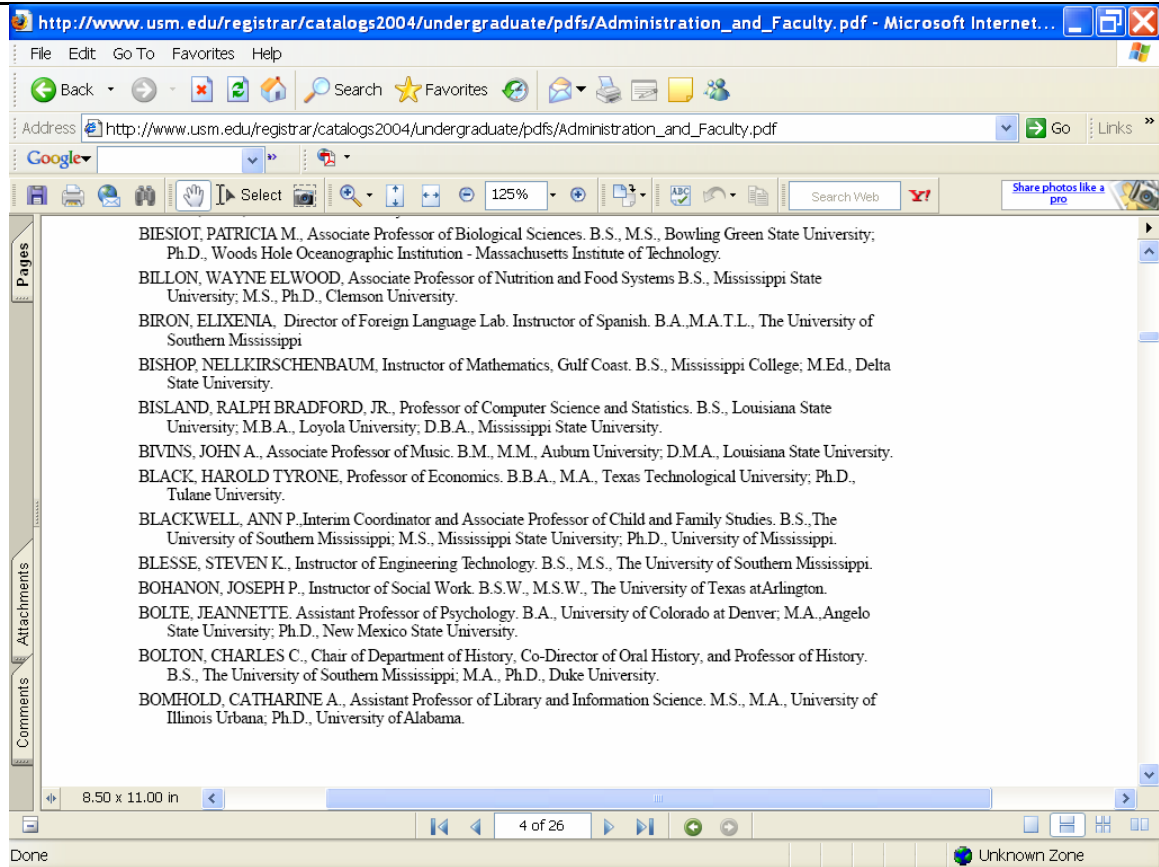 http://www.usm.edu/registrar/catalogs2004/undergraduate/pdfs/Administration_and_Faculty.pdf - Microsoft Internet...
File Edit Go To Favorites Help
Back Search Favorites
Address http://www.usm.edu/registrar/catalogs2004/undergraduate/pdfs/Administration_and_Faculty.pdf Go Links »
Google
Select 125% ABC Search Web Y! Share photos like a
pro
Pages
Attachments
Comments
BIESIOT, PATRICIA M., Associate Professor of Biological Sciences. B.S., M.S., Bowling Green State University;
Ph.D., Woods Hole Oceanographic Institution - Massachusetts Institute of Technology.
BILLON, WAYNE ELWOOD, Associate Professor of Nutrition and Food Systems B.S., Mississippi State
University; M.S., Ph.D., Clemson University.
BIRON, ELIXENIA, Director of Foreign Language Lab. Instructor of Spanish. B.A.,M.A.T.L., The University of
Southern Mississippi
BISHOP, NELLKIRSCHENBAUM, Instructor of Mathematics, Gulf Coast. B.S., Mississippi College; M.Ed., Delta
State University.
BISLAND, RALPH BRADFORD, JR., Professor of Computer Science and Statistics. B.S., Louisiana State
University; M.B.A., Loyola University; D.B.A., Mississippi State University.
BIVINS, JOHN A., Associate Professor of Music. B.M., M.M., Auburn University; D.M.A., Louisiana State University.
BLACK, HAROLD TYRONE, Professor of Economics. B.B.A., M.A., Texas Technological University; Ph.D.,
Tulane University.
BLACKWELL, ANN P.,Interim Coordinator and Associate Professor of Child and Family Studies. B.S.,The
University of Southern Mississippi; M.S., Mississippi State University; Ph.D., University of Mississippi.
BLESSE, STEVEN K., Instructor of Engineering Technology. B.S., M.S., The University of Southern Mississippi.
BOHANON, JOSEPH P., Instructor of Social Work. B.S.W., M.S.W., The University of Texas atArlington.
BOLTE, JEANNETTE. Assistant Professor of Psychology. B.A., University of Colorado at Denver; M.A.,Angelo
State University; Ph.D., New Mexico State University.
BOLTON, CHARLES C., Chair of Department of History, Co-Director of Oral History, and Professor of History.
B.S., The University of Southern Mississippi; M.A., Ph.D., Duke University.
BOMHOLD, CATHARINE A., Assistant Professor of Library and Information Science. M.S., M.A., University of
Illinois Urbana; Ph.D., University of Alabama.
8.50 x 11.00 in
4 of 26
Done Unknown Zone